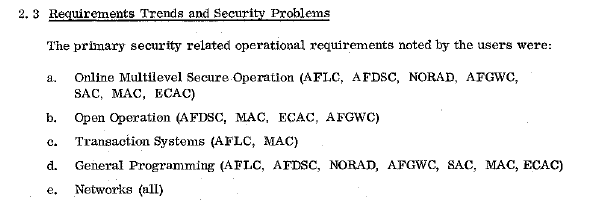 2. 3 Requirements Trends and Security Problems
The primary security related operational requirements noted by the users were:
a. Online Multilevel Secure Operation (AFLC, AFDSC, NORAD, AFGWC,
SAC, MAC, ECAC)
b. Open Operation (AFDSC, MAC, ECAC, AFGWC)
c. Transaction Systems (AFLC, MAC)
d. General Programming (AFLC, AFDSC, NORAD, AFGWC, SAC, MAC, ECAC)
e. Networks (all)